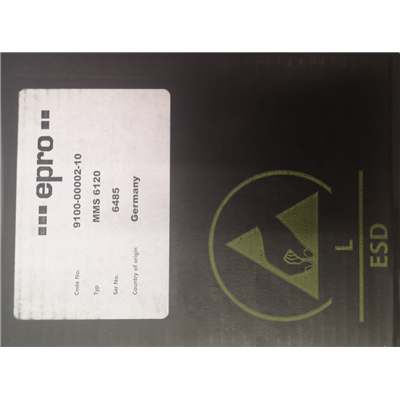 epro
Code No. 9100-00002-10
Typ MMS 6120
Ser No. 6485
Country of origin Germany
L
ESD